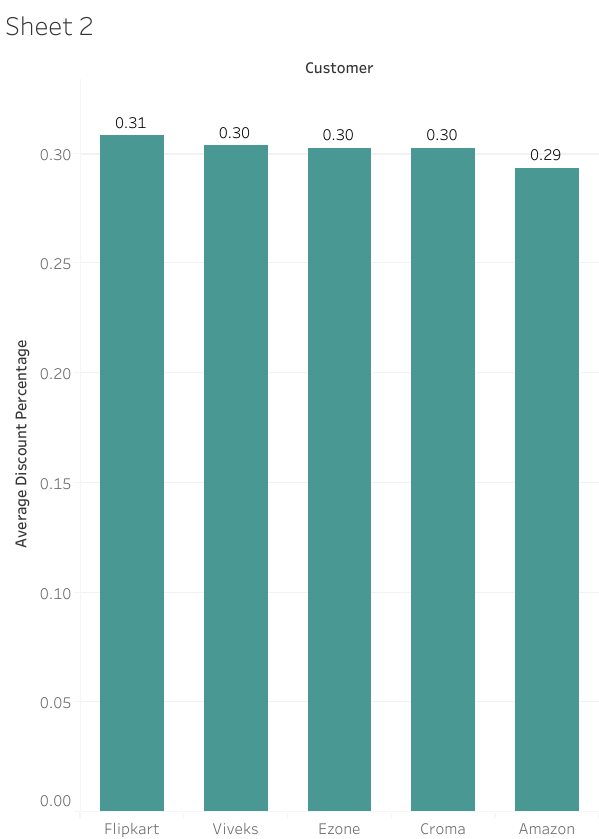 Sheet 2
Customer
0.31
0.30
0.30
0.30
0.29
0.30
0.25
0.20
0.15
0.10
0.05
0.00
Average Discount Percentage
Flipkart
Viveks
Ezone
Croma
Amazon